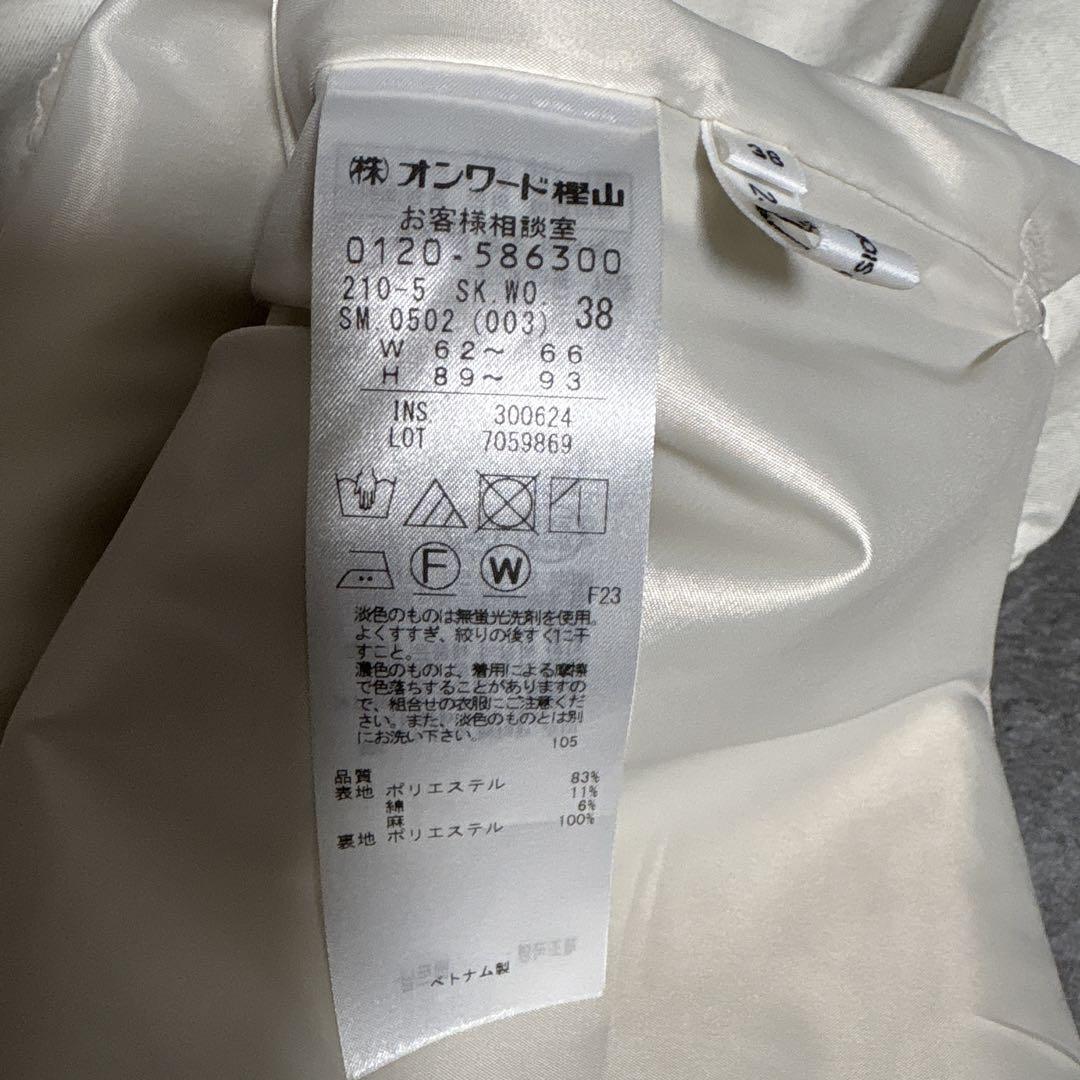 ㈱オンワード樫山
お客様相談室
0120-586300
210-5 SK.WO
SM.0502 (003) 38
W 62〜 66
H 89〜 93
INS 300624
LOT 7059869
F
W
F23
淡色のものは無蛍光洗剤を使用。
よくすすぎ、絞りの後すぐに干
すこと。
濃色のものは、着用による摩擦
で色落ちすることがありますの
で、組合せの衣服にご注意くだ
さい。また、淡色のものとは別
にお洗い下さい。
105
品質
表地 ポリエステル 83%
綿 11%
麻 6%
裏地 ポリエステル 100%
ベトナム製
38